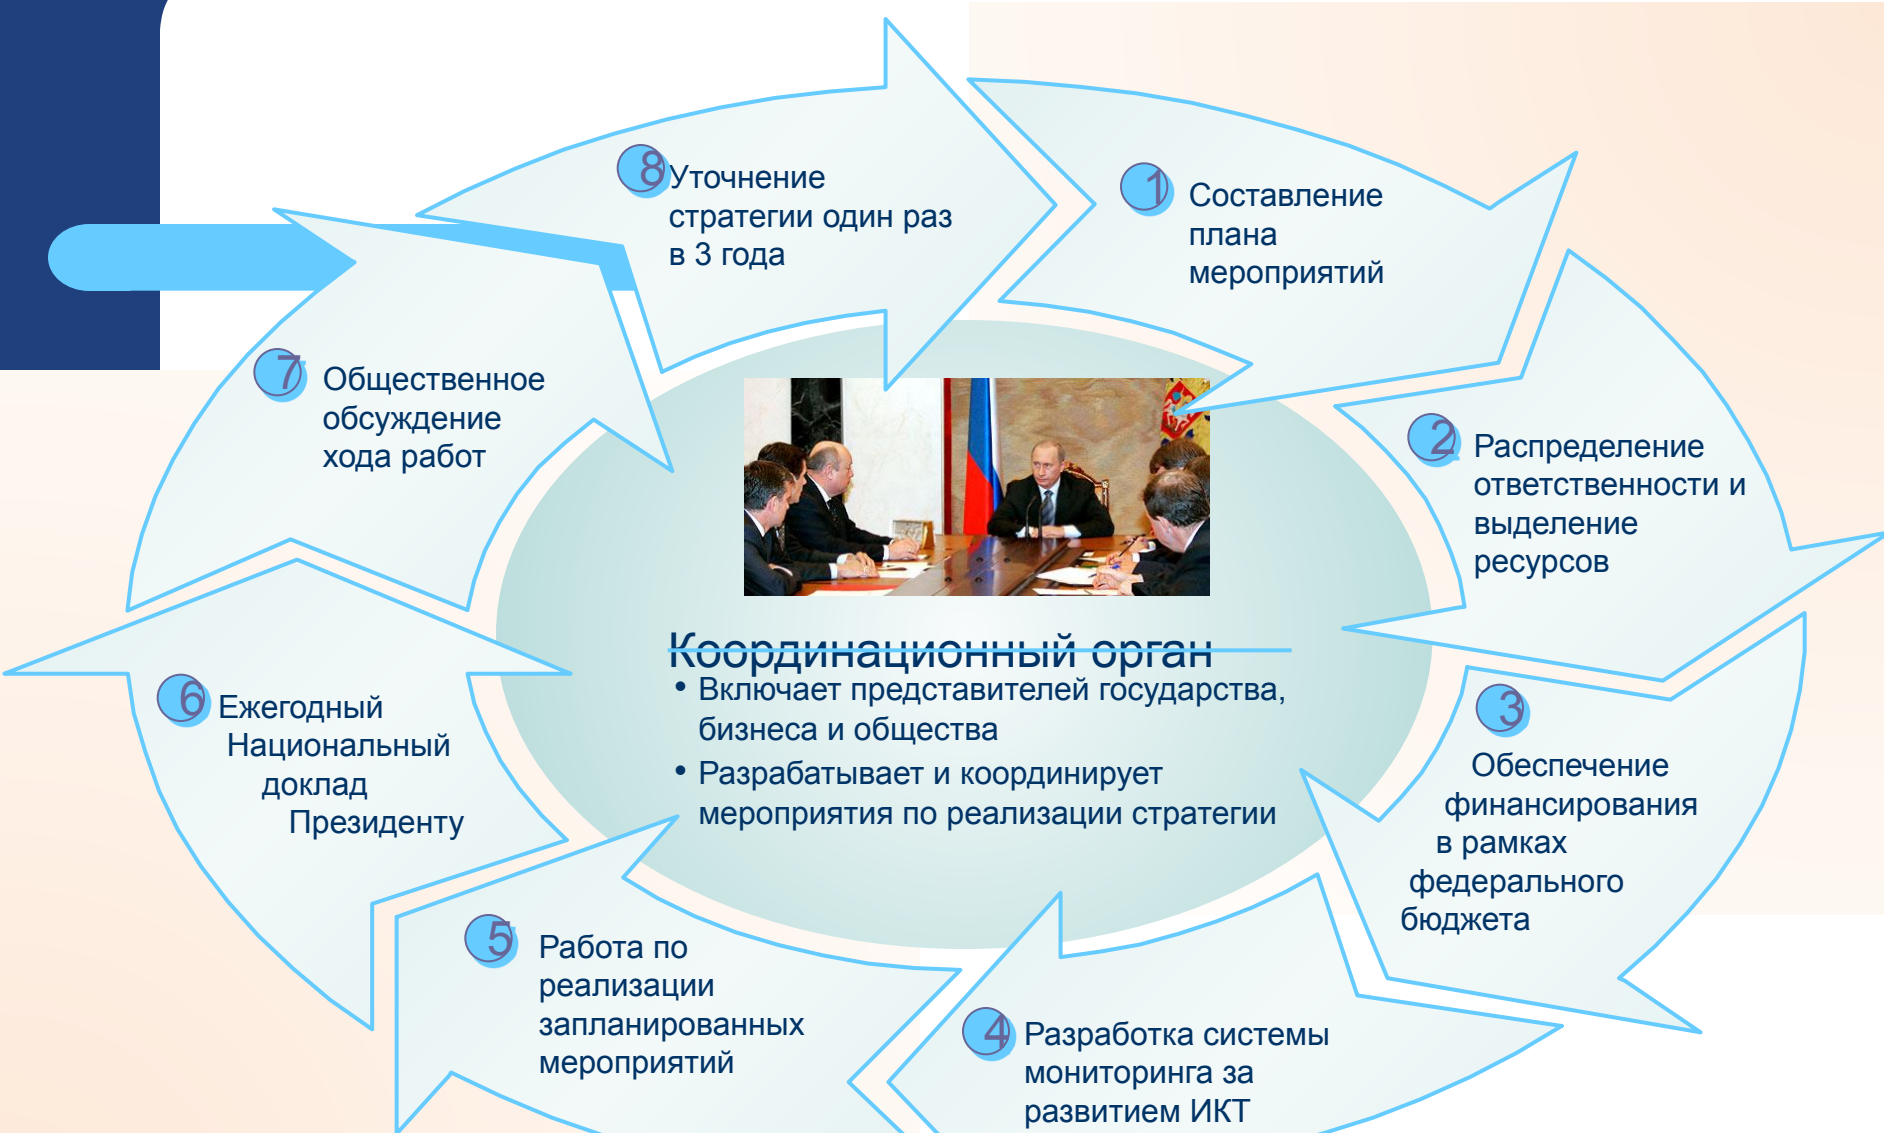 8
Уточнение
стратегии один раз
в 3 года
1
Составление
плана
мероприятий
2
Распределение
ответственности и
выделение
ресурсов
3
Обеспечение
финансирования
в рамках
федерального
бюджета
4
Разработка системы
мониторинга за
развитием ИКТ
5
Работа по
реализации
запланированных
мероприятий
6
Ежегодный
Национальный
доклад
Президенту
7
Общественное
обсуждение
хода работ
Координационный орган
• Включает представителей государства,
бизнеса и общества
• Разрабатывает и координирует
мероприятия по реализации стратегии